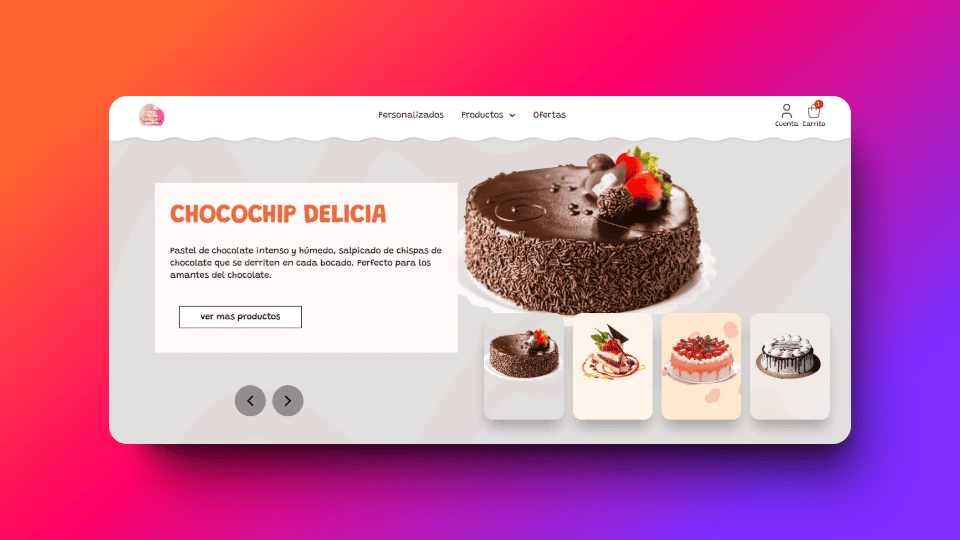 Personalizados Productos Ofertas
1
Cuenta Carrito
CHOCOCHIP DELICIA
Pastel de chocolate intenso y húmedo, salpicado de chispas de
chocolate que se derriten en cada bocado. Perfecto para los
amantes del chocolate.
ver mas productos